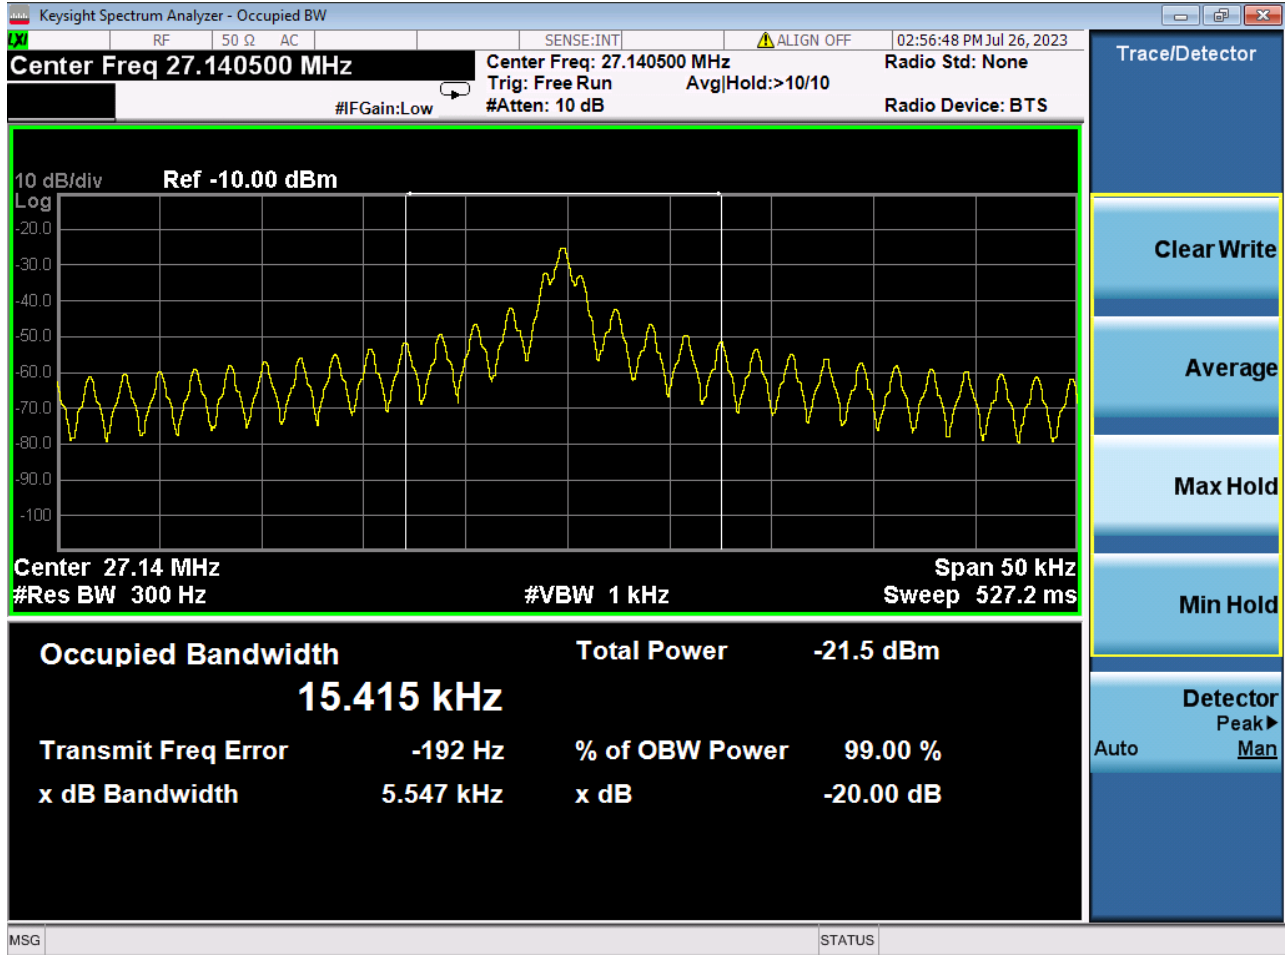 Keysight Spectrum Analyzer - Occupied BW
LXI RF 50 Ω AC SENSE:INT ALIGN OFF 02:56:48 PM Jul 26, 2023
Center Freq 27.140500 MHz
Center Freq: 27.140500 MHz Radio Std: None
Trig: Free Run Avg|Hold:>10/10
#IFGain:Low #Atten: 10 dB Radio Device: BTS
10 dB/div Ref -10.00 dBm
Log
-20.0
-30.0
-40.0
-50.0
-60.0
-70.0
-80.0
-90.0
-100
Center 27.14 MHz Span 50 kHz
#Res BW 300 Hz #VBW 1 kHz Sweep 527.2 ms
Occupied Bandwidth Total Power -21.5 dBm
15.415 kHz
Transmit Freq Error -192 Hz % of OBW Power 99.00 %
x dB Bandwidth 5.547 kHz x dB -20.00 dB
MSG STATUS
Trace/Detector
Clear Write
Average
Max Hold
Min Hold
Detector
Peak▶
Auto Man